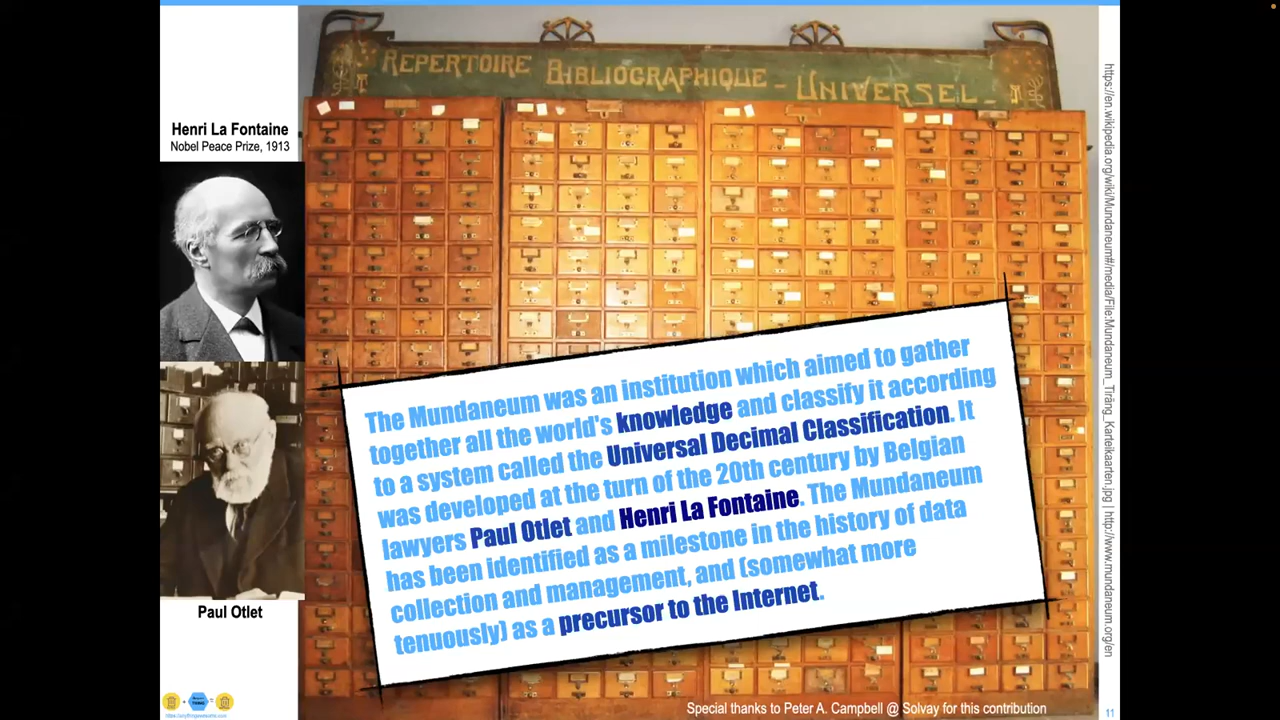 REPERTOIRE BIBLIOGRAPHIQUE - UNIVERSEL -
Henri La Fontaine
Nobel Peace Prize, 1913
Paul Otlet
The Mundaneum was an institution which aimed to gather
together all the world's knowledge and classify it according
to a system called the Universal Decimal Classification. It
was developed at the turn of the 20th century by Belgian
lawyers Paul Otlet and Henri La Fontaine. The Mundaneum
has been identified as a milestone in the history of data
collection and management, and (somewhat more
tenuously) as a precursor to the Internet.
https://en.wikipedia.org/wiki/Mundaneum#/media/File:Mundaneum_Tiräng_Karteikaarten.jpg | http://www.mundaneum.org/en
Special thanks to Peter A. Campbell @ Solvay for this contribution
11